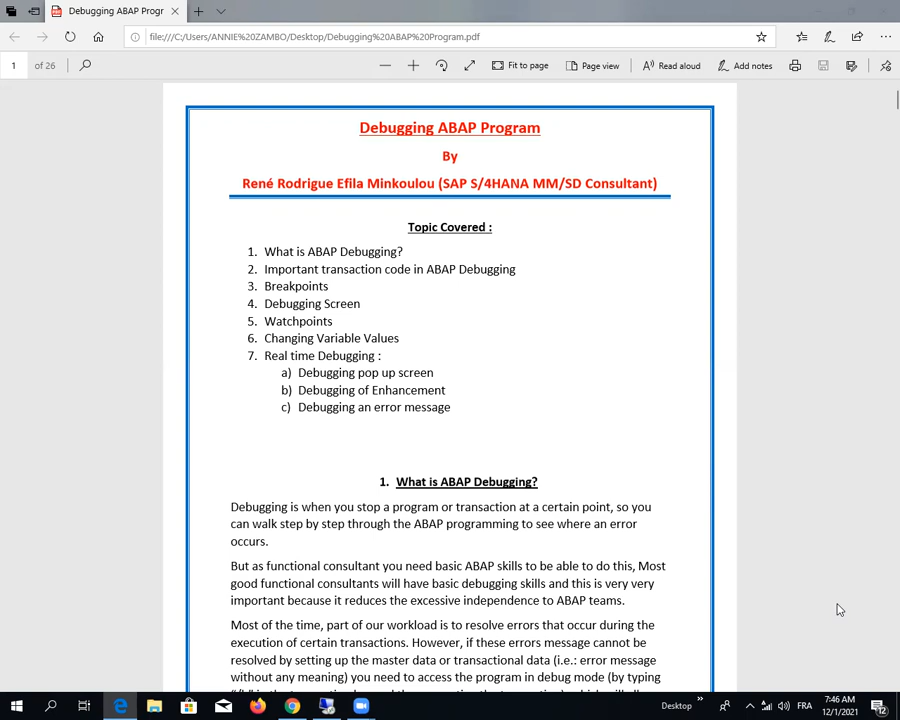 Debugging ABAP Progr
file:///C:/Users/ANNIE%20ZAMBO/Desktop/Debugging%20ABAP%20Program.pdf
1 of 26 Fit to page Page view Read aloud Add notes
Debugging ABAP Program
By
René Rodrigue Efila Minkoulou (SAP S/4HANA MM/SD Consultant)
Topic Covered :
1. What is ABAP Debugging?
2. Important transaction code in ABAP Debugging
3. Breakpoints
4. Debugging Screen
5. Watchpoints
6. Changing Variable Values
7. Real time Debugging :
a) Debugging pop up screen
b) Debugging of Enhancement
c) Debugging an error message
1. What is ABAP Debugging?
Debugging is when you stop a program or transaction at a certain point, so you
can walk step by step through the ABAP programming to see where an error
occurs.
But as functional consultant you need basic ABAP skills to be able to do this, Most
good functional consultants will have basic debugging skills and this is very very
important because it reduces the excessive independence to ABAP teams.
Most of the time, part of our workload is to resolve errors that occur during the
execution of certain transactions. However, if these errors message cannot be
resolved by setting up the master data or transactional data (i.e.: error message
without any meaning) you need to access the program in debug mode (by typing
Desktop FRA 7:46 AM
12/1/2021 12